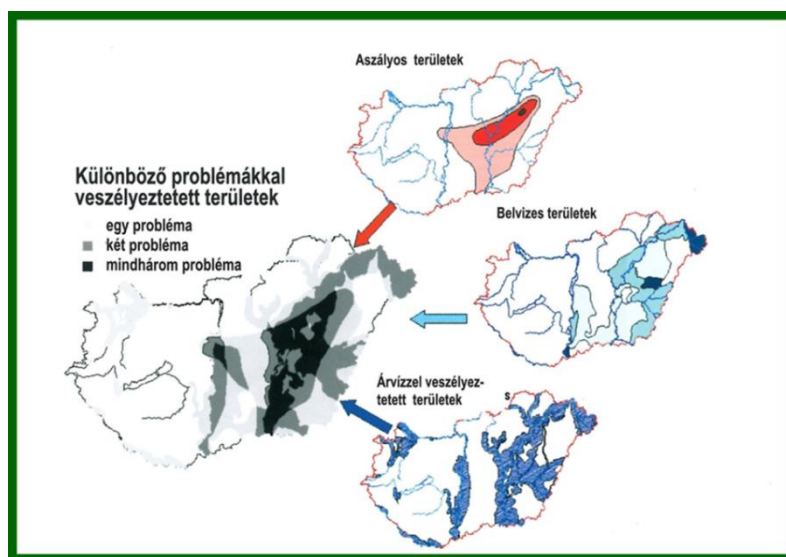 Aszályos területek
Különböző problémákkal
veszélyeztetett területek
egy probléma
két probléma
mindhárom probléma
Belvizes területek
Árvízzel veszélyez-
tetett területek
s